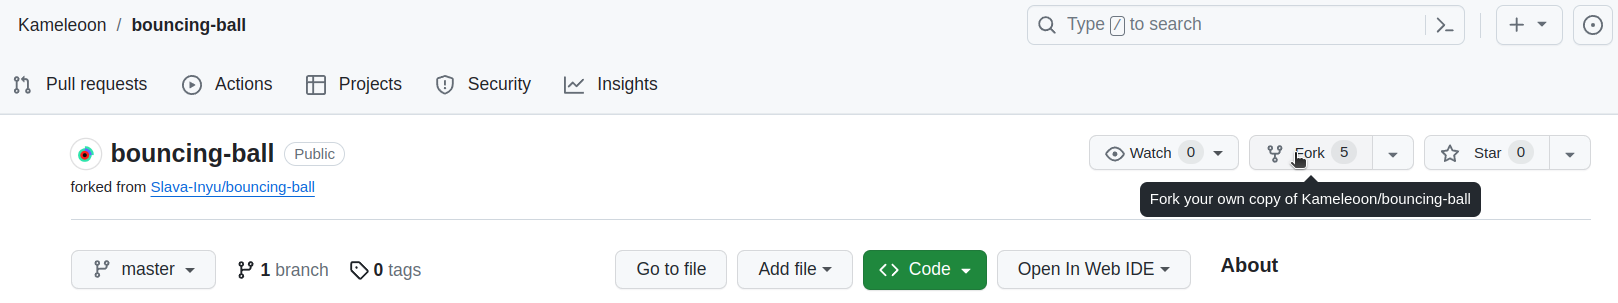 Kameleoon / bouncing-ball
Type / to search
Pull requests Actions Projects Security Insights
bouncing-ball Public
Watch 0 Fork 5 Star 0
forked from Slava-Inyu/bouncing-ball
Fork your own copy of Kameleoon/bouncing-ball
master 1 branch 0 tags Go to file Add file Code Open In Web IDE About